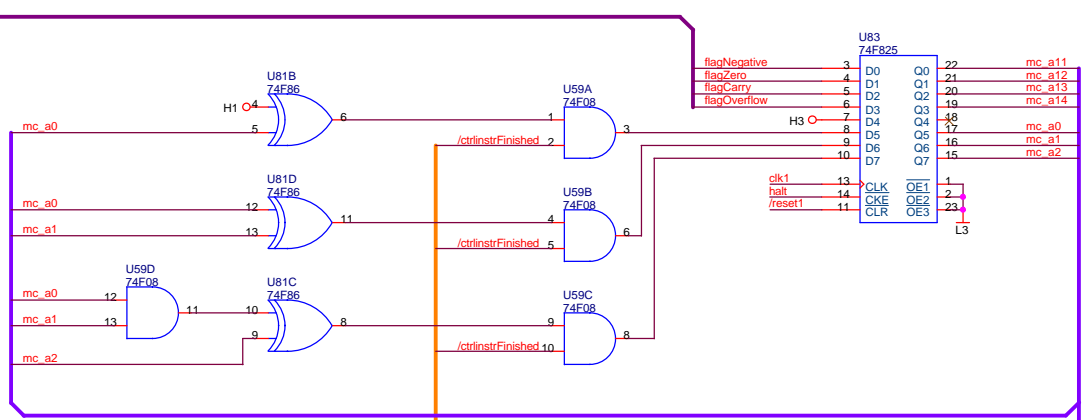 U83
74F825
flagNegative 3 D0 Q0 22 mc_a11
flagZero 4 D1 Q1 21 mc_a12
flagCarry 5 D2 Q2 20 mc_a13
flagOverflow 6 D3 Q3 19 mc_a14
H3 7 D4 Q4 18
8 D5 Q5 17 mc_a0
9 D6 Q6 16 mc_a1
10 D7 Q7 15 mc_a2
clk1 13 CLK OE1 1
halt 14 CKE OE2 2
/reset1 11 CLR OE3 23
L3
U81B
74F86
H1 4
mc_a0 5
6
U59A
74F08
1
/ctrlinstrFinished 2
3
U81D
74F86
mc_a0 12
mc_a1 13
11
U59B
74F08
4
/ctrlinstrFinished 5
6
U59D
74F08
mc_a0 12
mc_a1 13
11
U81C
74F86
10
9
mc_a2
8
U59C
74F08
9
/ctrlinstrFinished 10
8